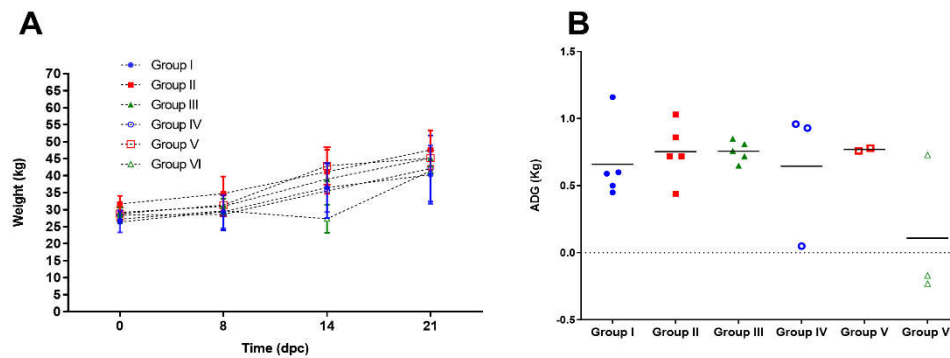 A
Weight (kg)
70
65
60
55
50
45
40
35
30
25
20
15
10
5
0
Group I
Group II
Group III
Group IV
Group V
Group VI
0 8 14 21
Time (dpc)
B
ADG (Kg)
1.5
1.0
0.5
0.0
-0.5
Group I Group II Group III Group IV Group V Group V